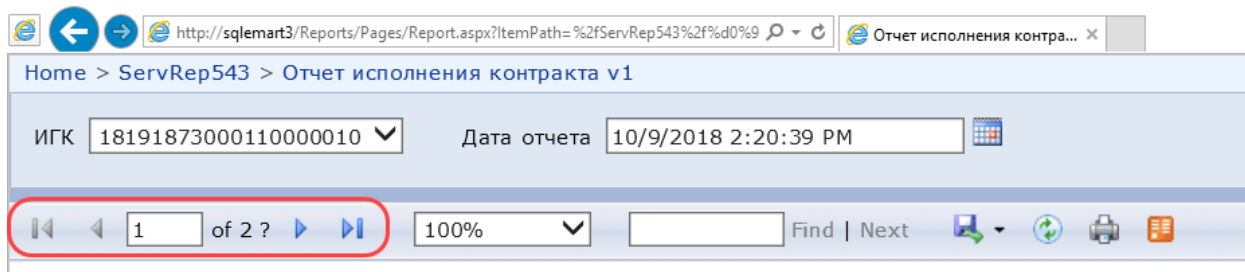 http://sqlemart3/Reports/Pages/Report.aspx?ItemPath=%2fServRep543%2f%d0%9 Отчет исполнения контра...
Home > ServRep543 > Отчет исполнения контракта v1
ИГК 18191873000110000010 Дата отчета 10/9/2018 2:20:39 PM
1 of 2 ? 100% Find | Next